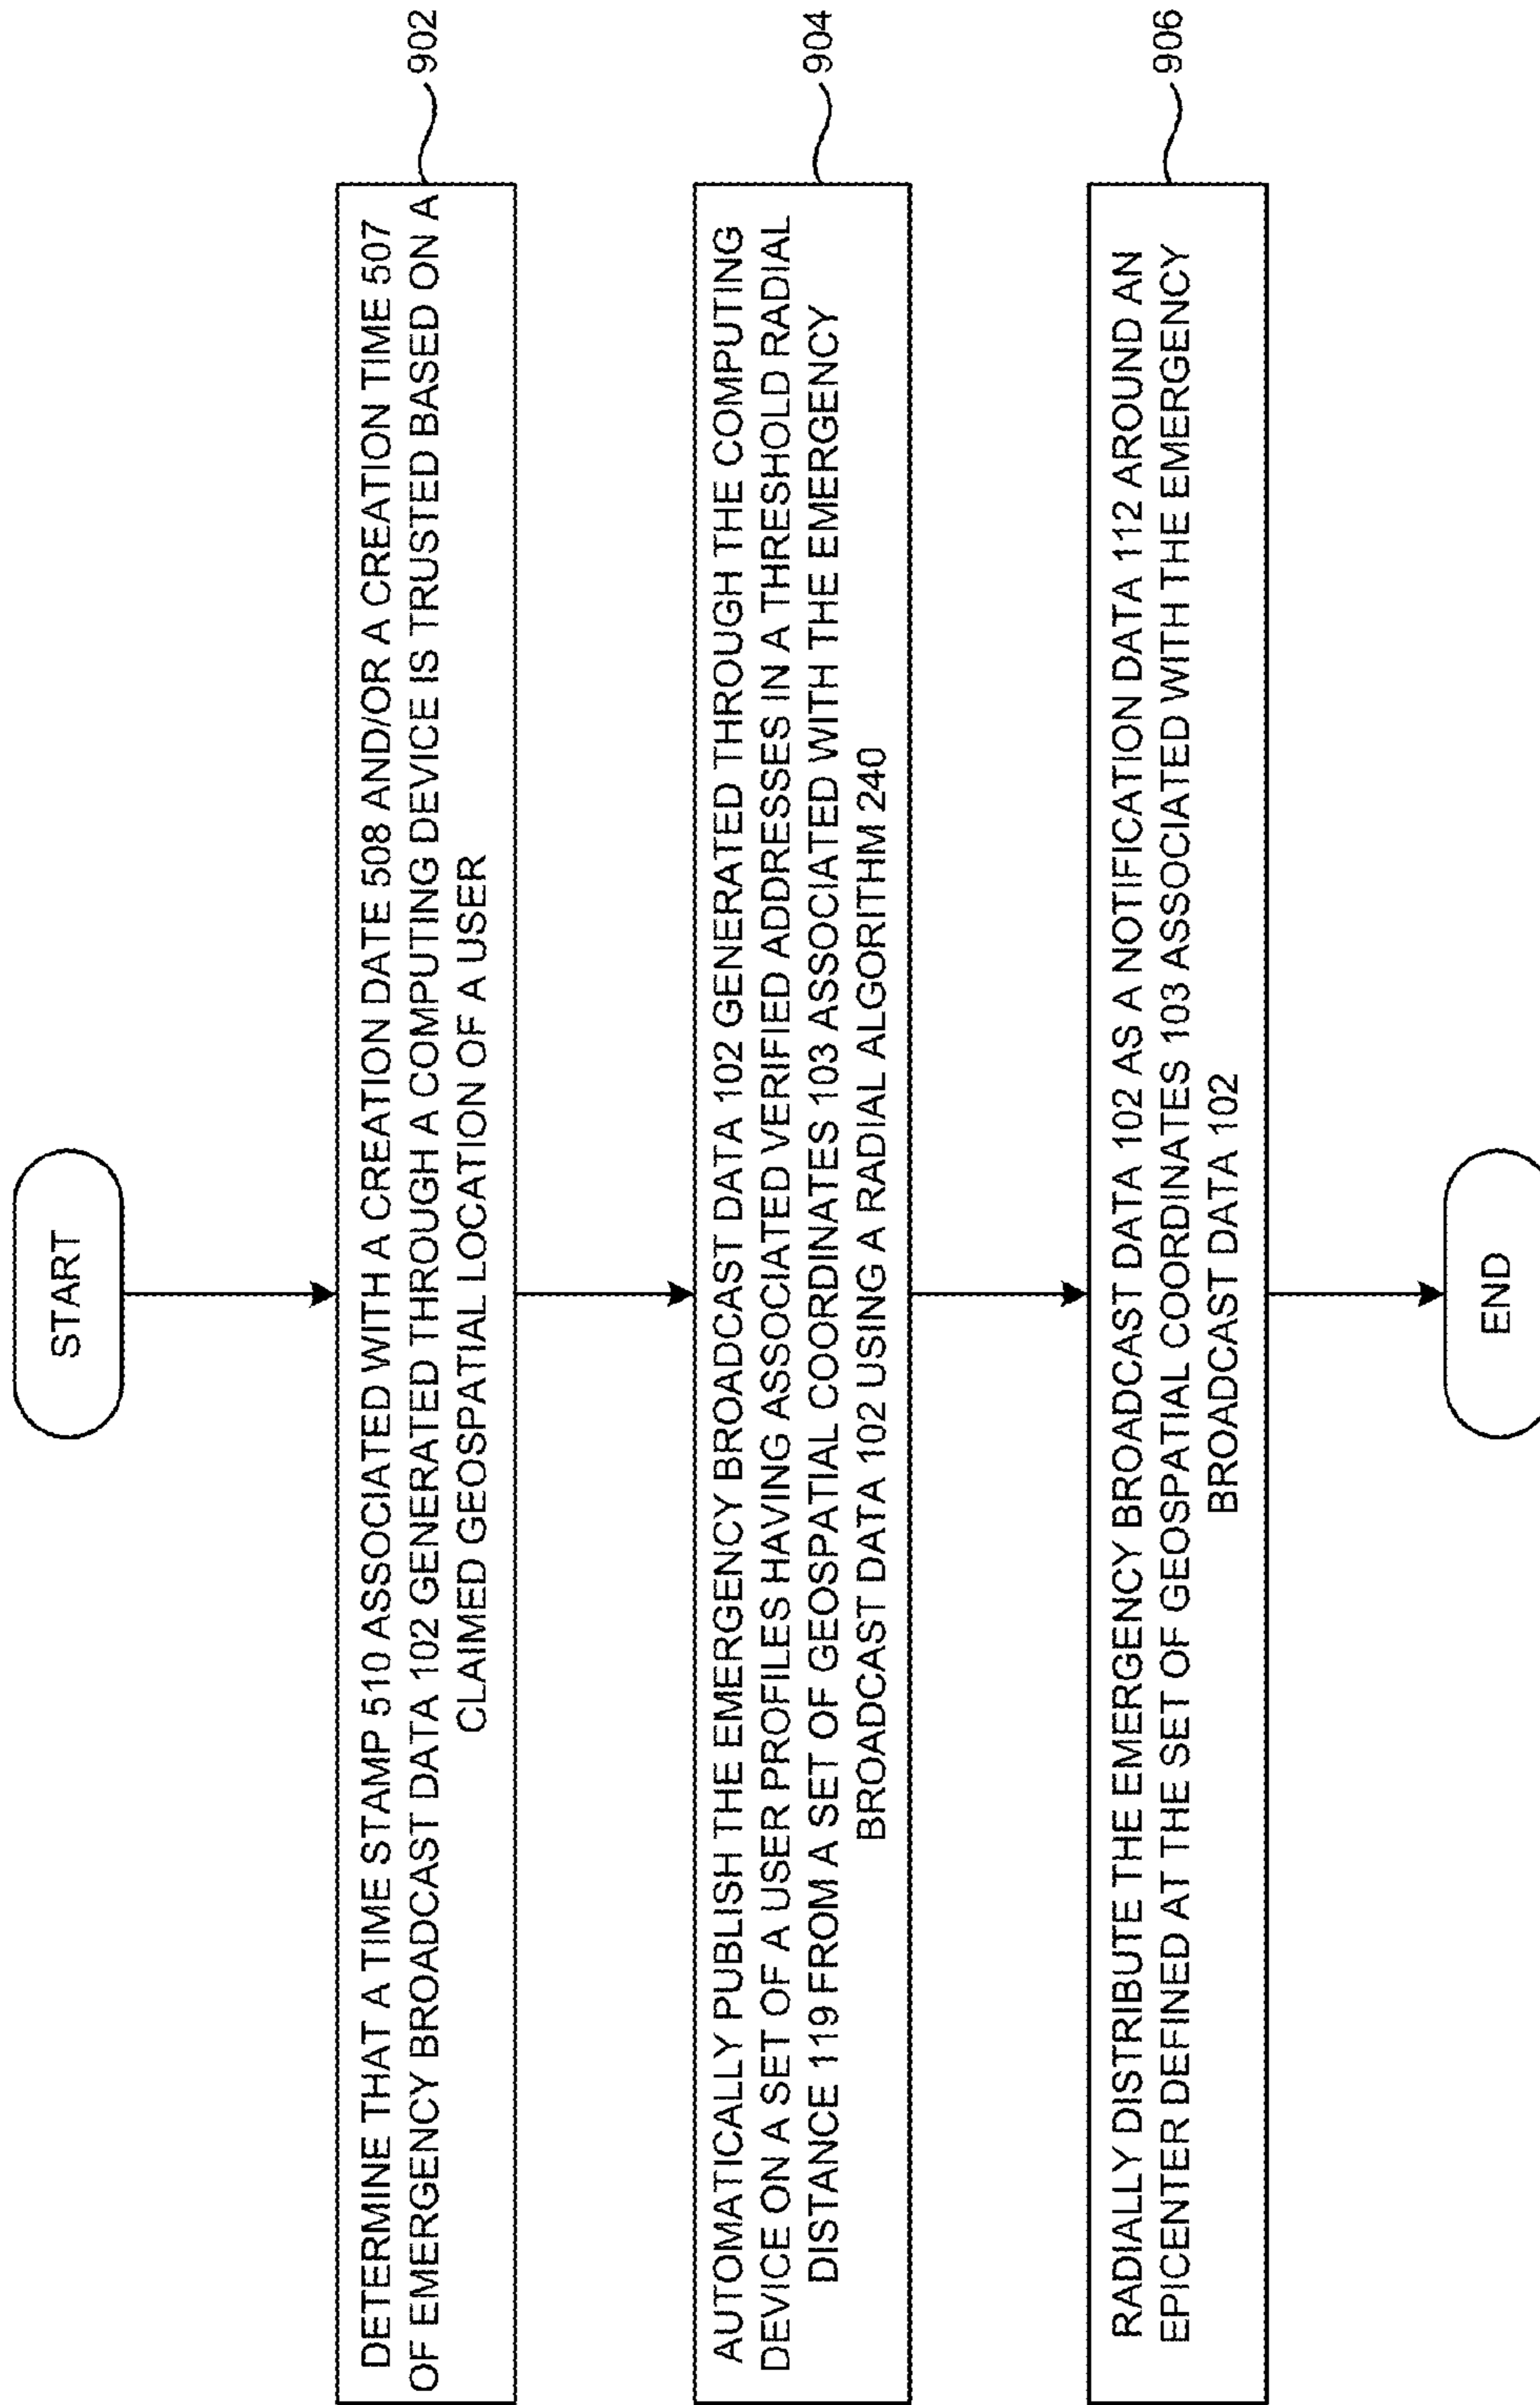 START
DETERMINE THAT A TIME STAMP 510 ASSOCIATED WITH A CREATION DATE 508 AND/OR A CREATION TIME 507
OF EMERGENCY BROADCAST DATA 102 GENERATED THROUGH A COMPUTING DEVICE IS TRUSTED BASED ON A
CLAIMED GEOSPATIAL LOCATION OF A USER
902
AUTOMATICALLY PUBLISH THE EMERGENCY BROADCAST DATA 102 GENERATED THROUGH THE COMPUTING
DEVICE ON A SET OF A USER PROFILES HAVING ASSOCIATED VERIFIED ADDRESSES IN A THRESHOLD RADIAL
DISTANCE 119 FROM A SET OF GEOSPATIAL COORDINATES 103 ASSOCIATED WITH THE EMERGENCY
BROADCAST DATA 102 USING A RADIAL ALGORITHM 240
904
RADIALLY DISTRIBUTE THE EMERGENCY BROADCAST DATA 102 AS A NOTIFICATION DATA 112 AROUND AN
EPICENTER DEFINED AT THE SET OF GEOSPATIAL COORDINATES 103 ASSOCIATED WITH THE EMERGENCY
BROADCAST DATA 102
906
END